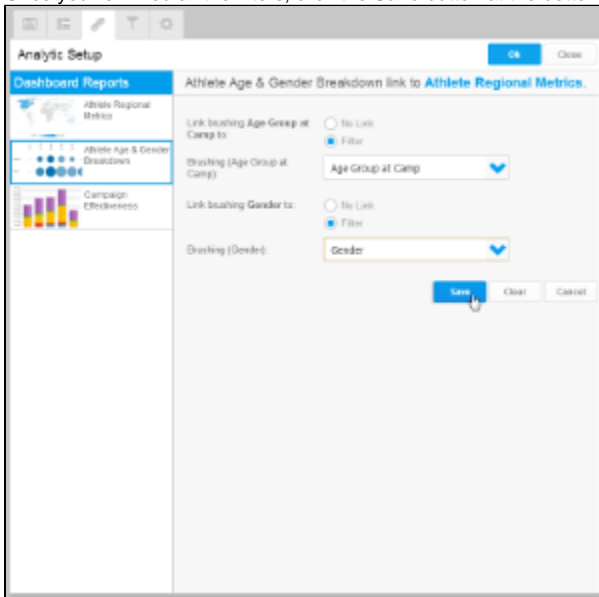 Analytic Setup
Ok
Close
Dashboard Reports
Athlete Age & Gender Breakdown link to Athlete Regional Metrics.
Athlete Regional
Metrics
Athlete Age & Gender
Breakdown
Campaign
Effectiveness
Link brushing Age Group at
Camp to:
No Link
Filter
Brushing (Age Group at
Camp):
Age Group at Camp
Link brushing Gender to:
No Link
Filter
Brushing (Gender):
Gender
Save
Clear
Cancel